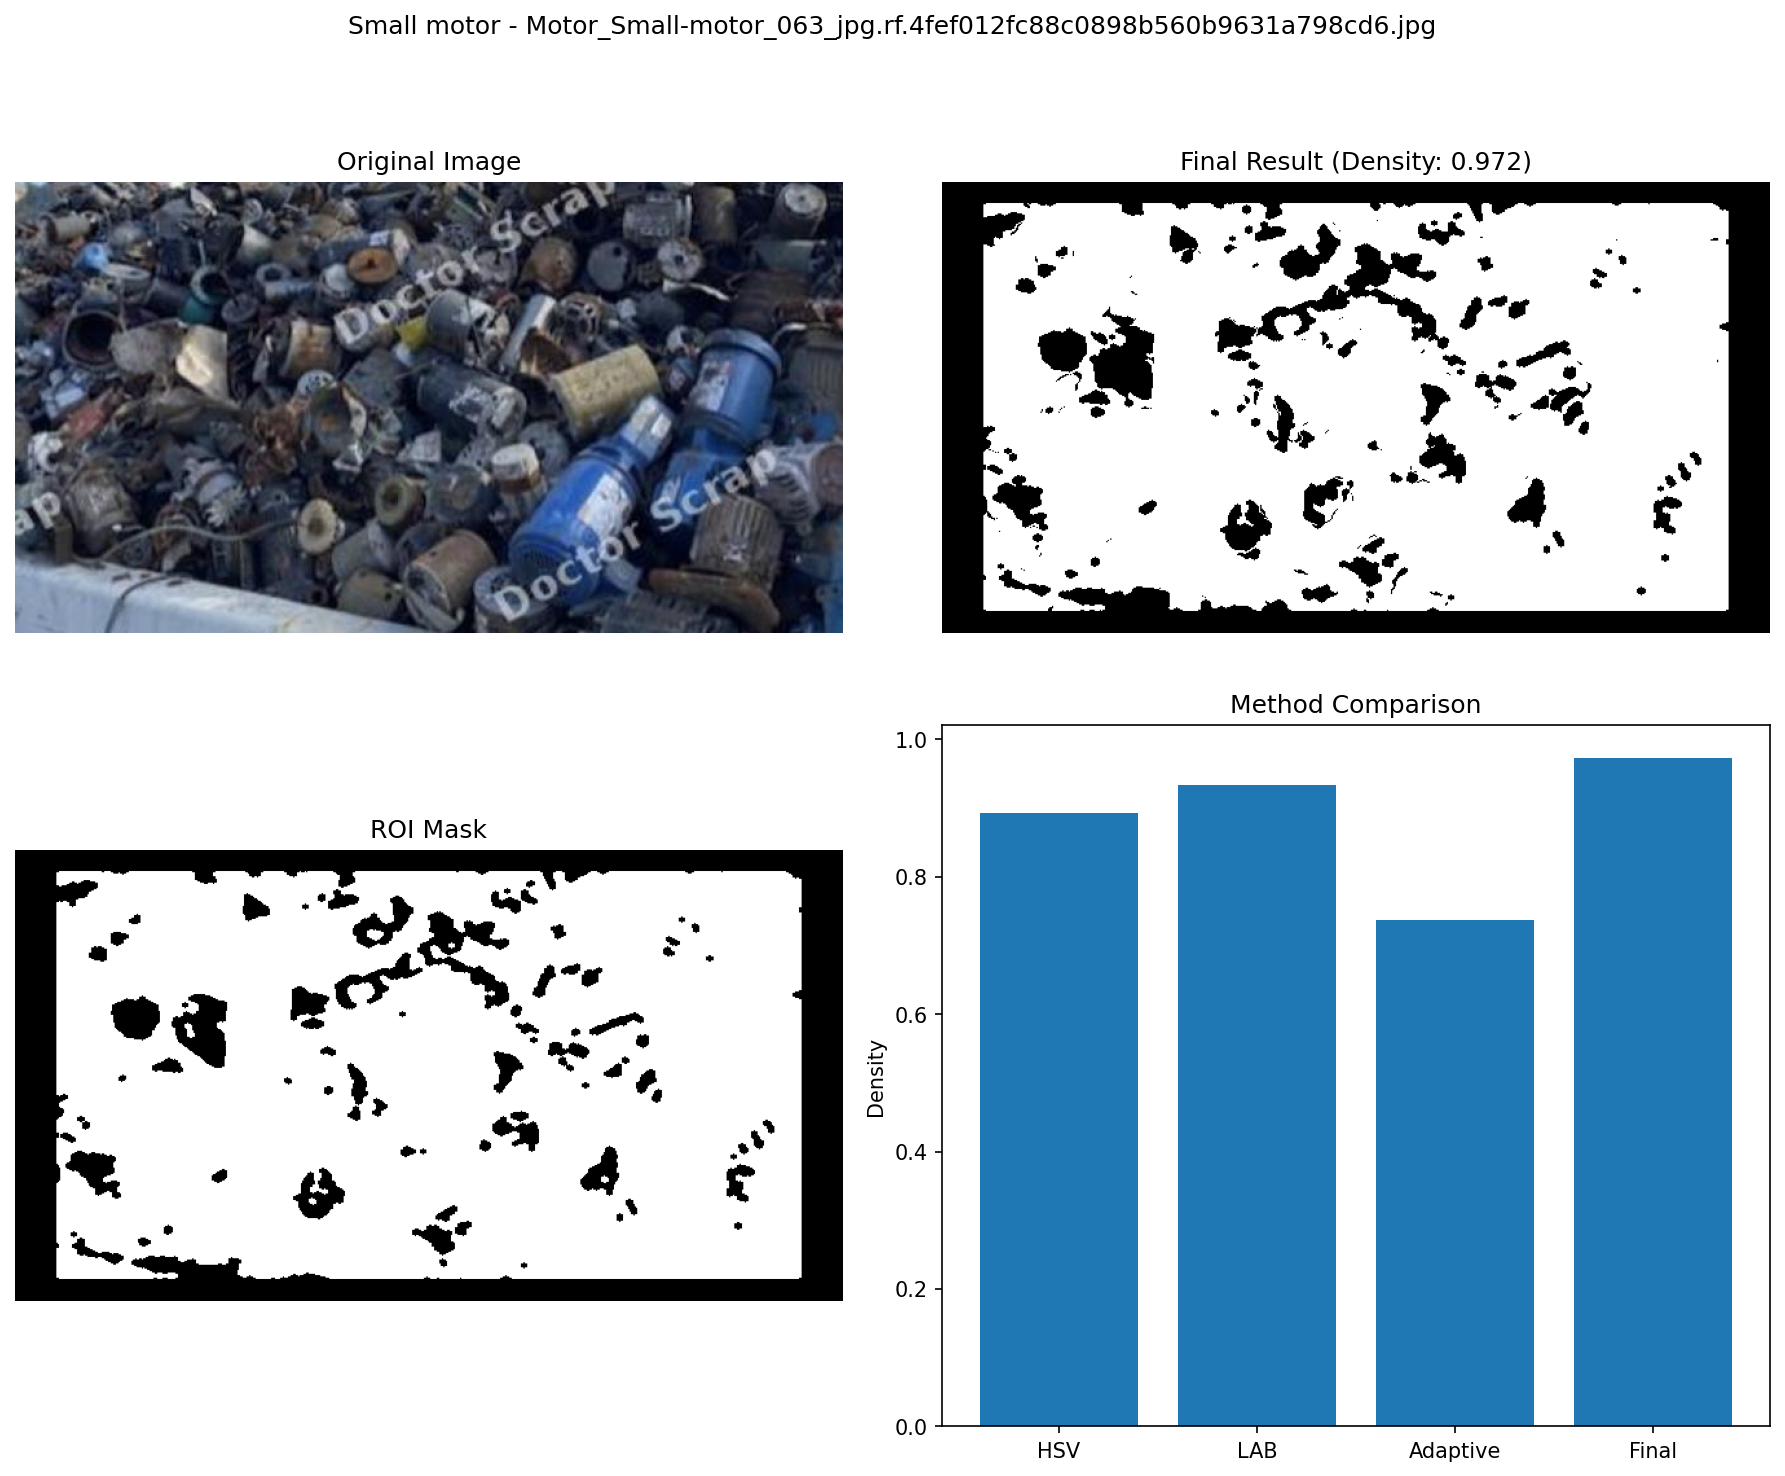 Small motor - Motor_Small-motor_063_jpg.rf.4fef012fc88c0898b560b9631a798cd6.jpg
Original Image
Final Result (Density: 0.972)
Doctor Scrap
Doctor Scrap
ap
ROI Mask
Method Comparison
Density
1.0
0.8
0.6
0.4
0.2
0.0
HSV
LAB
Adaptive
Final